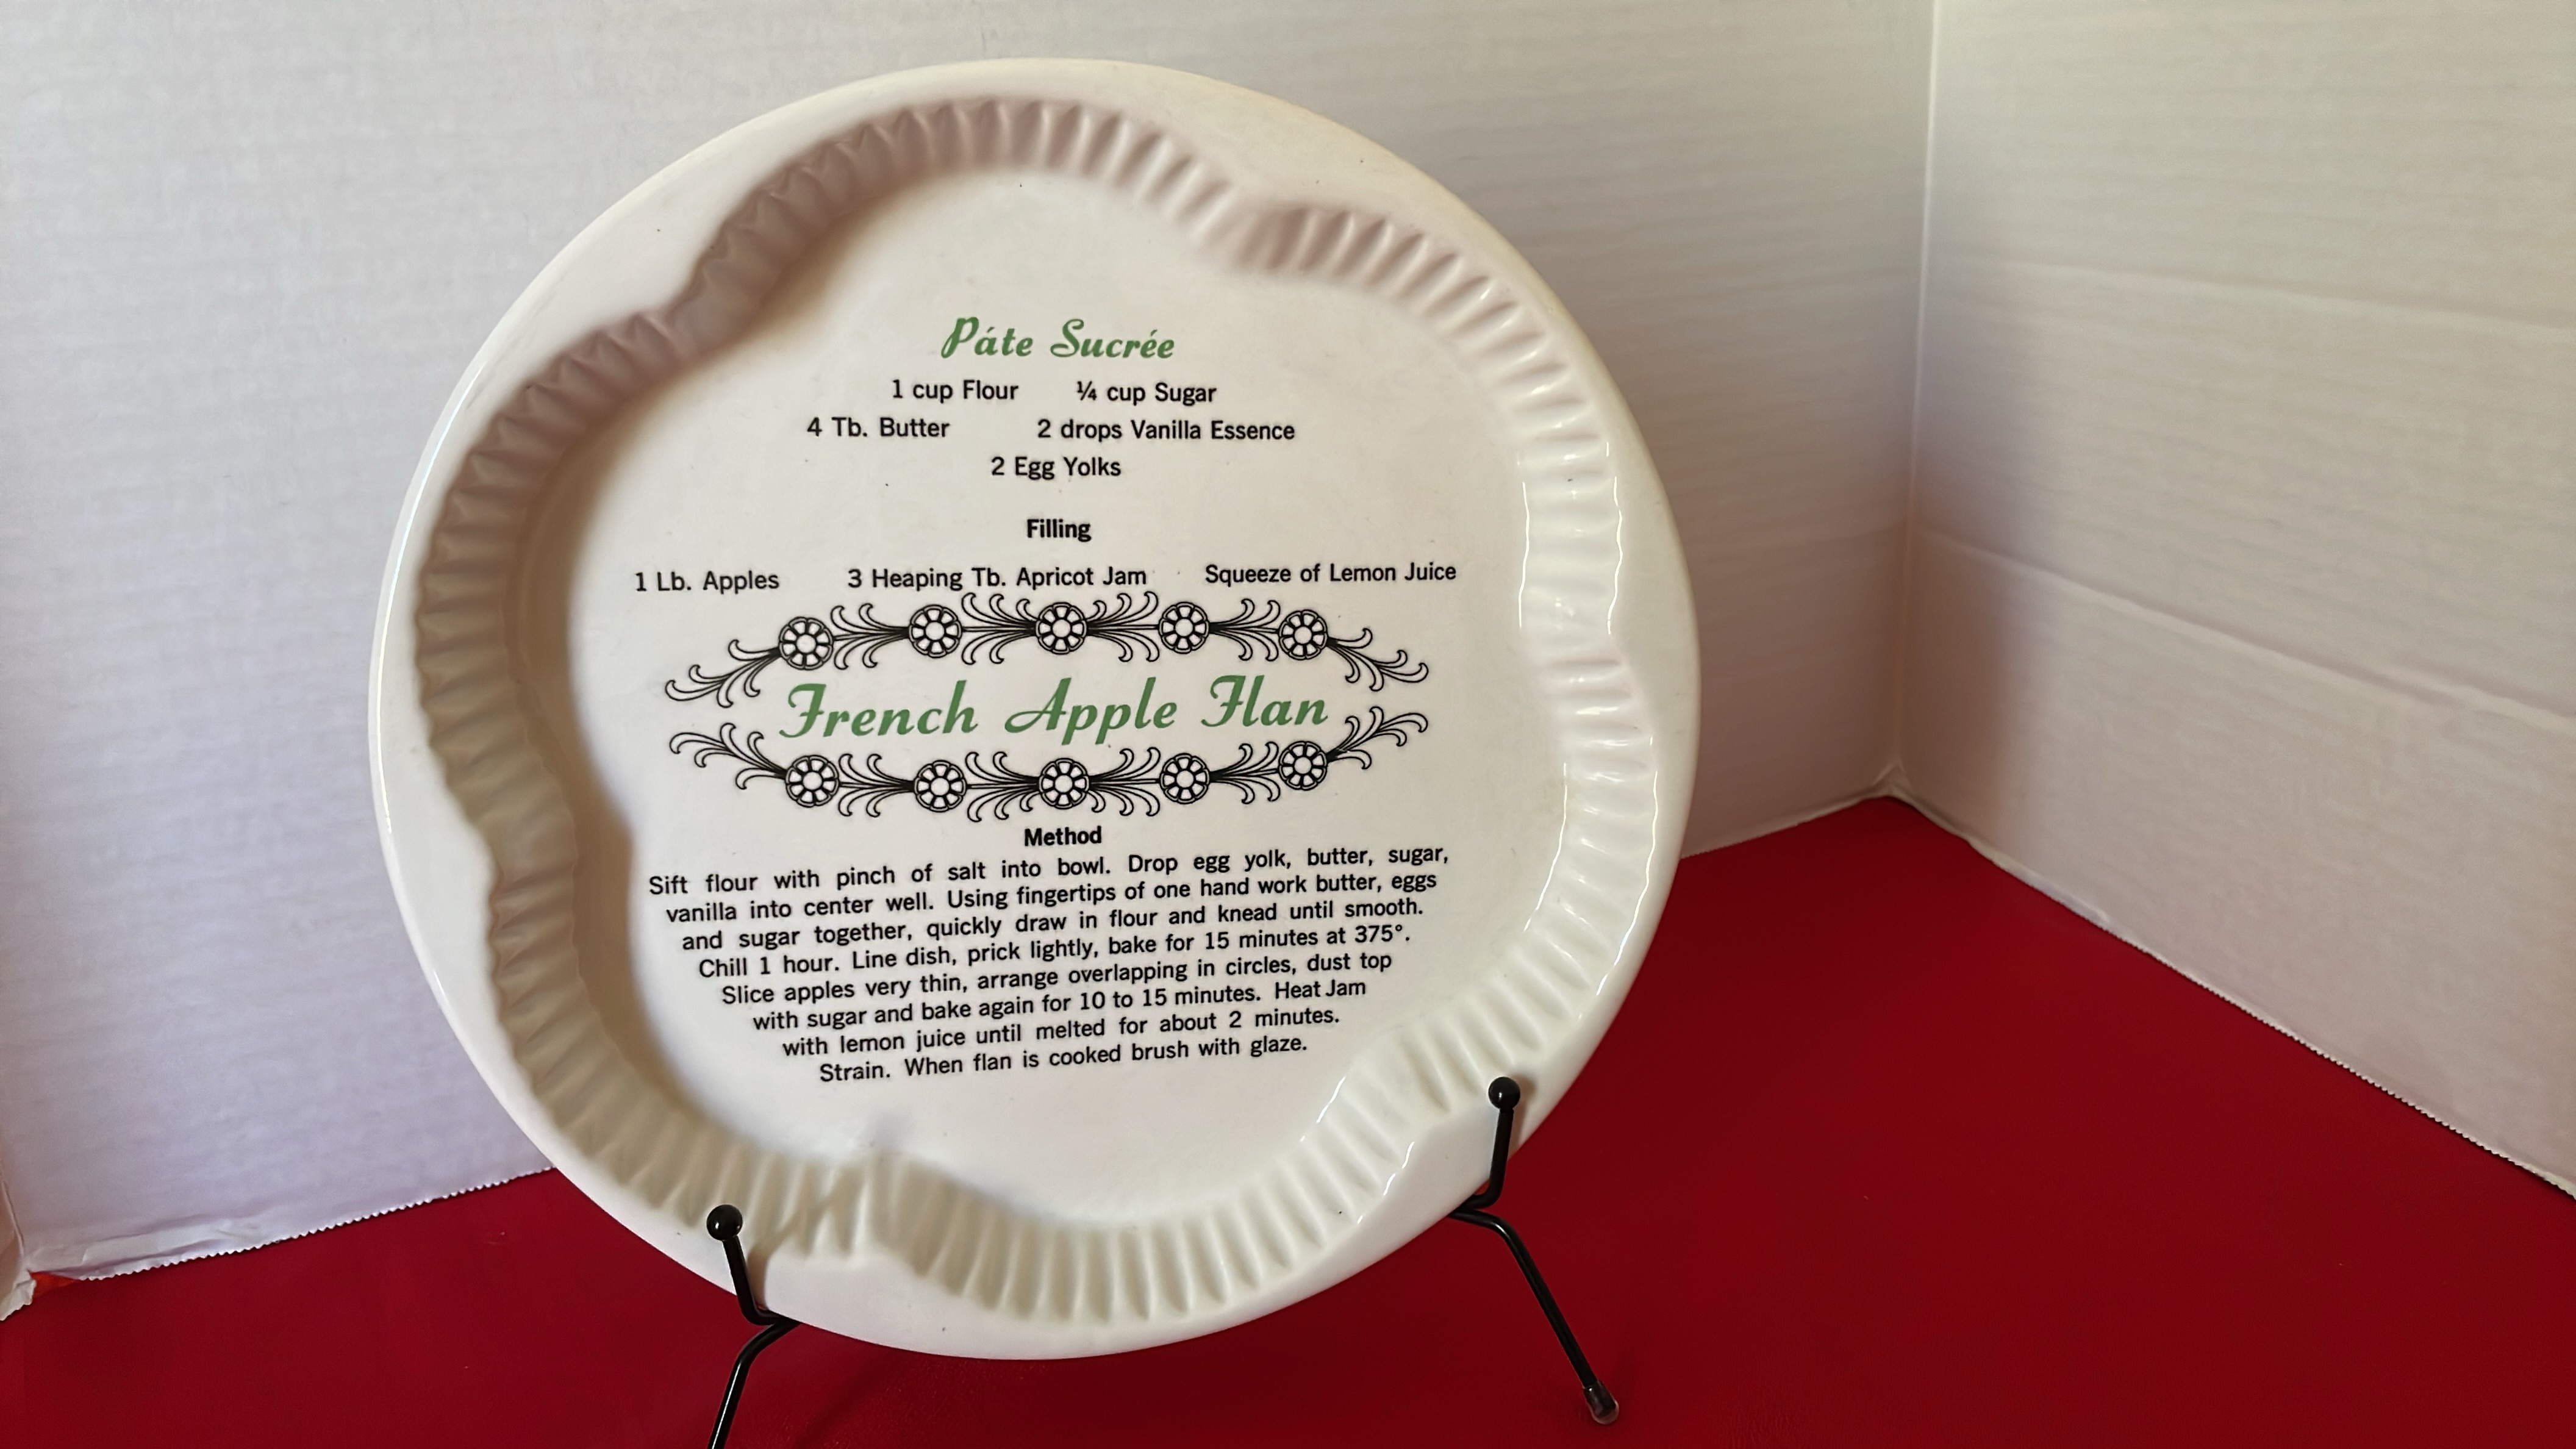 Páte Sucrée
1 cup Flour ¼ cup Sugar
4 Tb. Butter 2 drops Vanilla Essence
2 Egg Yolks
Filling
1 Lb. Apples 3 Heaping Tb. Apricot Jam Squeeze of Lemon Juice
French Apple Flan
Method
Sift flour with pinch of salt into bowl. Drop egg yolk, butter, sugar,
vanilla into center well. Using fingertips of one hand work butter, eggs
and sugar together, quickly draw in flour and knead until smooth.
Chill 1 hour. Line dish, prick lightly, bake for 15 minutes at 375°.
Slice apples very thin, arrange overlapping in circles, dust top
with sugar and bake again for 10 to 15 minutes. Heat Jam
with lemon juice until melted for about 2 minutes.
Strain. When flan is cooked brush with glaze.